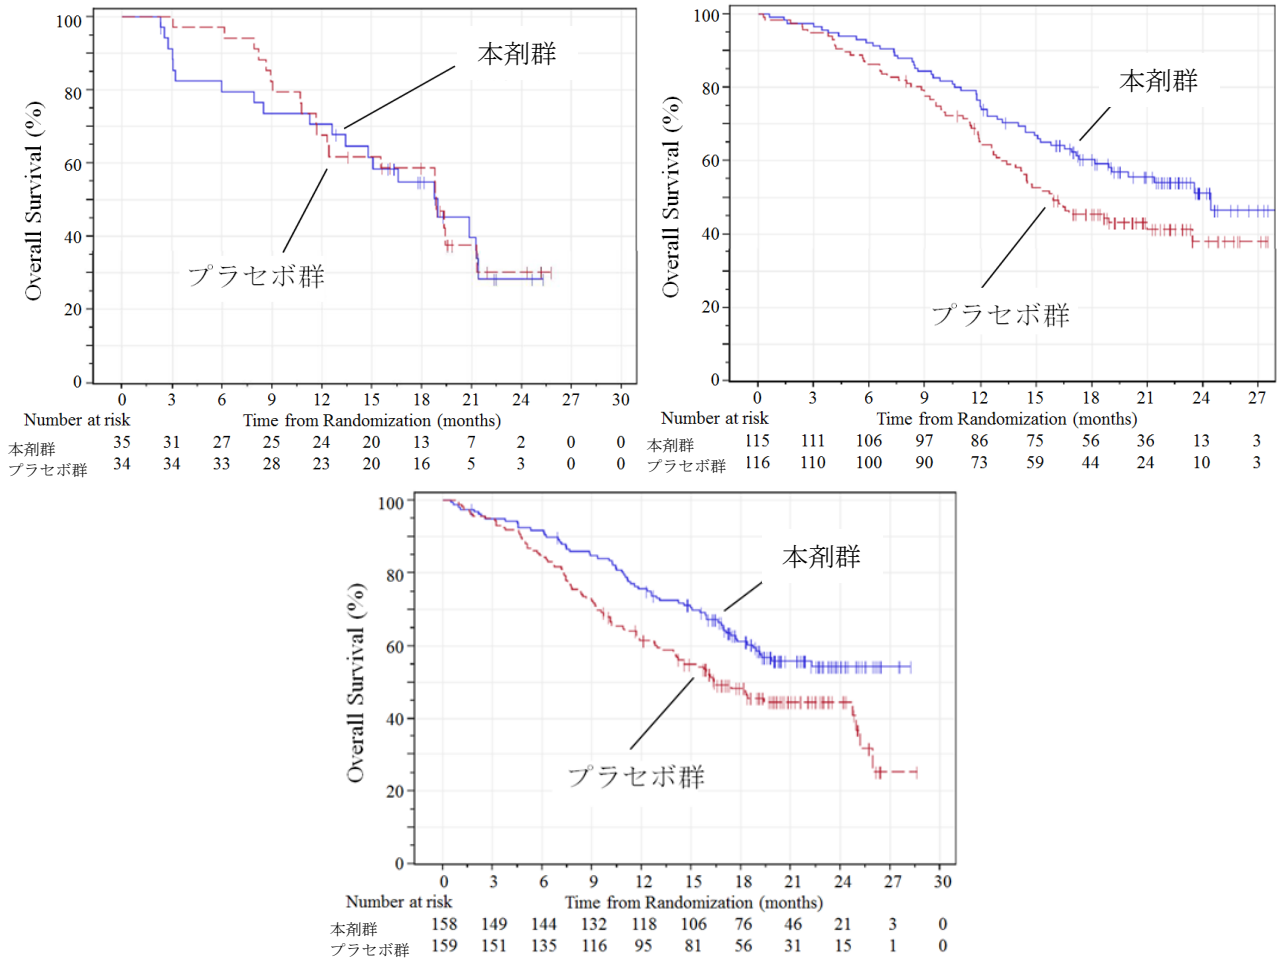 Overall Survival (%)
100
80
60
40
20
0
本剤群
プラセボ群
0 3 6 9 12 15 18 21 24 27 30
Number at risk
Time from Randomization (months)
本剤群 35 31 27 25 24 20 13 7 2 0 0
プラセボ群 34 34 33 28 23 20 16 5 3 0 0
Overall Survival (%)
100
80
60
40
20
0
本剤群
プラセボ群
0 3 6 9 12 15 18 21 24 27
Number at risk
Time from Randomization (months)
本剤群 115 111 106 97 86 75 56 36 13 3
プラセボ群 116 110 100 90 73 59 44 24 10 3
Overall Survival (%)
100
80
60
40
20
0
本剤群
プラセボ群
0 3 6 9 12 15 18 21 24 27 30
Number at risk
Time from Randomization (months)
本剤群 158 149 144 132 118 106 76 46 21 3 0
プラセボ群 159 151 135 116 95 81 56 31 15 1 0